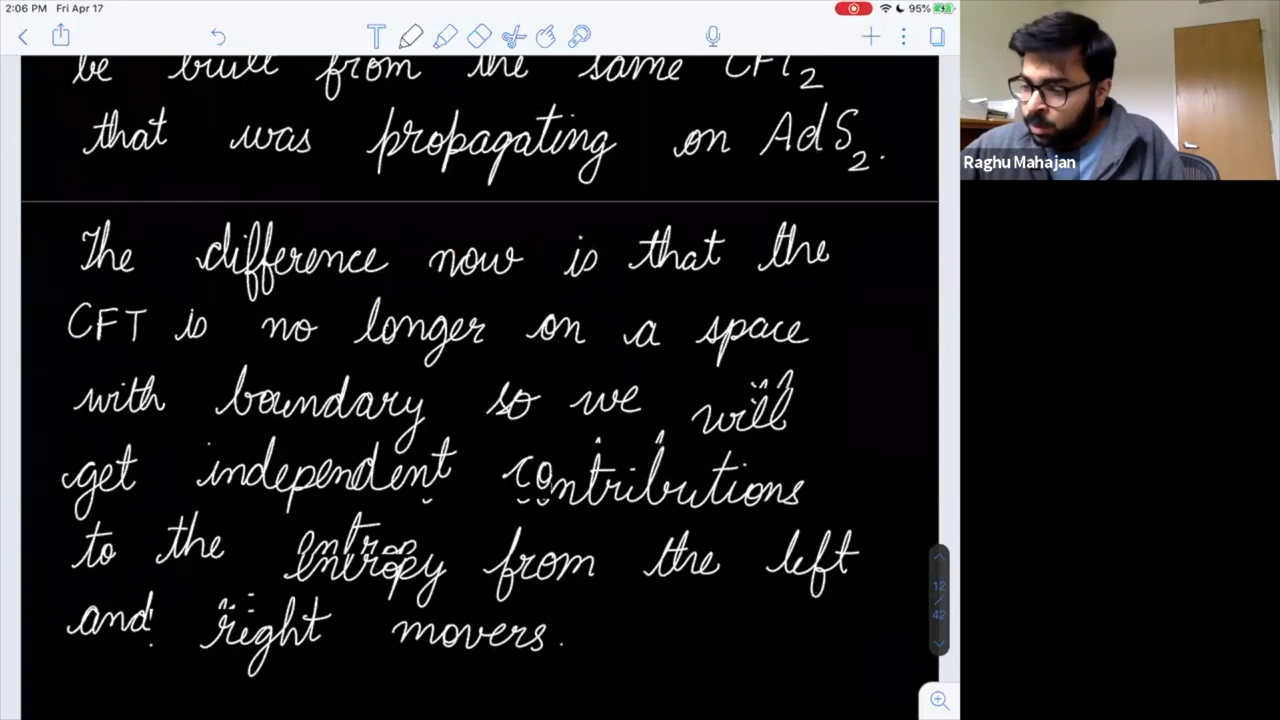 2:06 PM Fri Apr 17
95%
be built from the same CFT2
that was propagating on AdS2.
Raghu Mahajan
The difference now is that the
CFT is no longer on a space
with boundary so we will
get independent contributions
to the entropy from the left
and right movers.
12
/
42